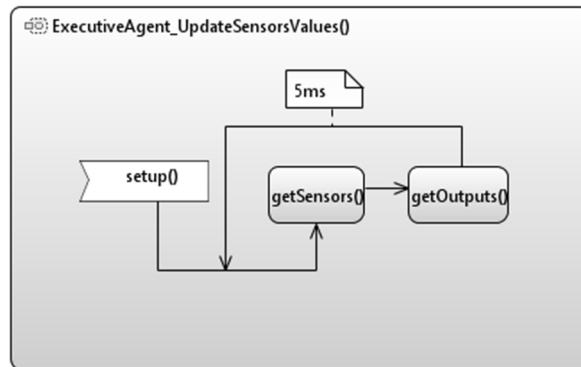 ExecutiveAgent_UpdateSensorsValues()
5ms
setup()
getSensors()
getOutputs()